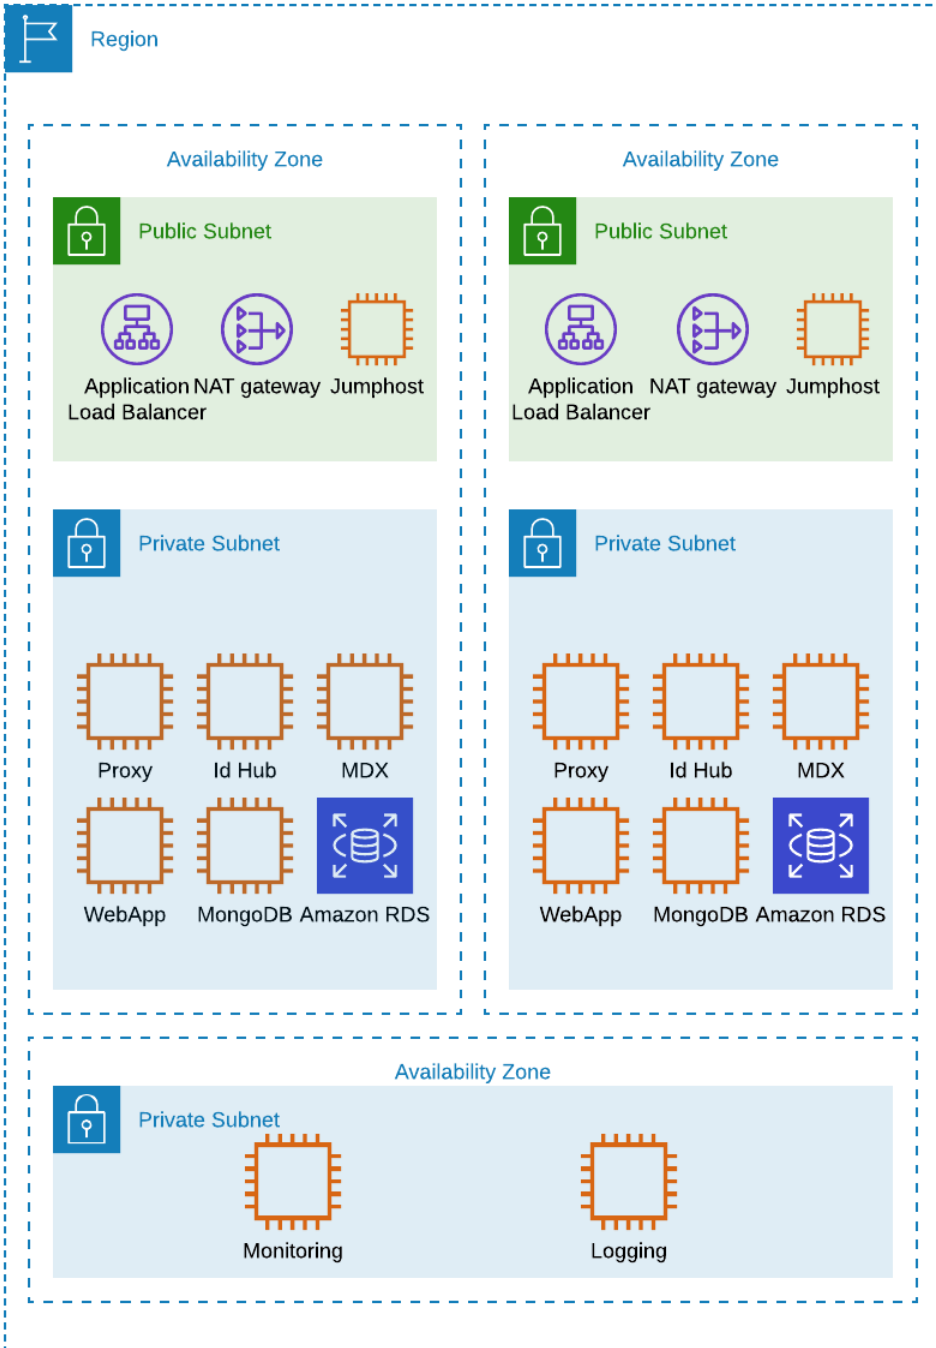 Region
Availability Zone
Public Subnet
Application
Load Balancer
NAT gateway
Jumphost
Private Subnet
Proxy
Id Hub
MDX
WebApp
MongoDB
Amazon RDS
Availability Zone
Public Subnet
Application
Load Balancer
NAT gateway
Jumphost
Private Subnet
Proxy
Id Hub
MDX
WebApp
MongoDB
Amazon RDS
Availability Zone
Private Subnet
Monitoring
Logging